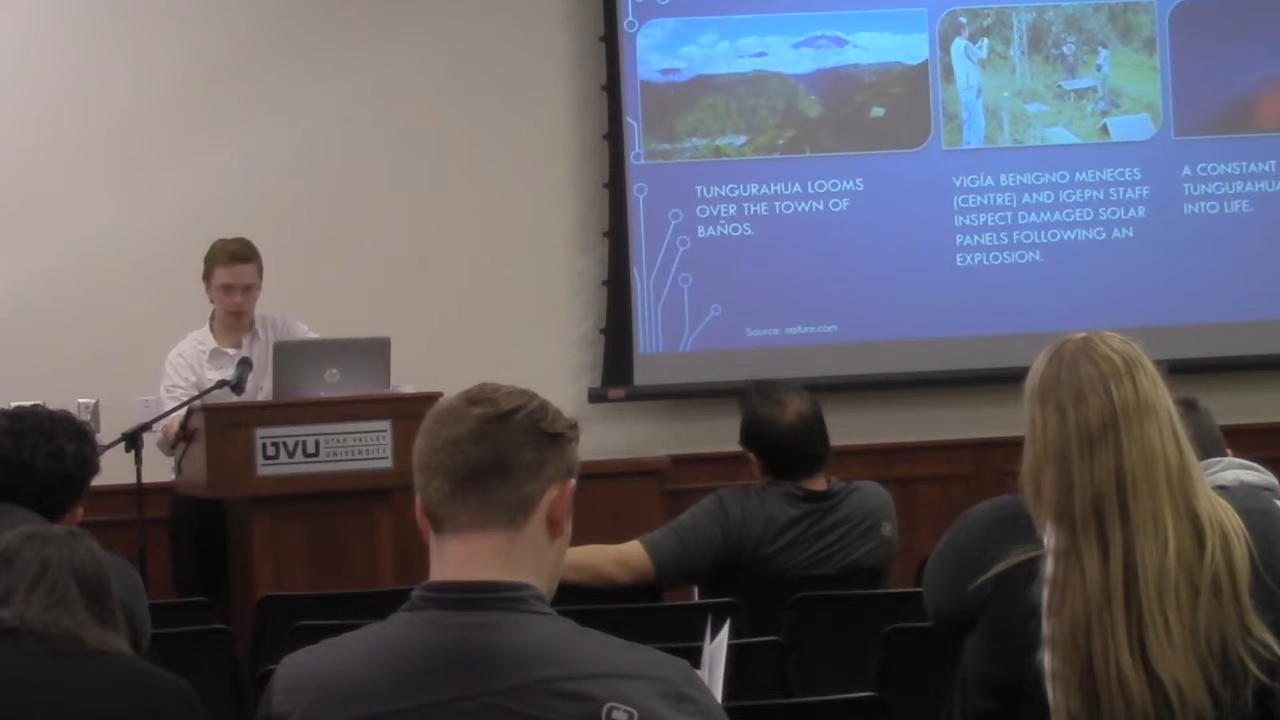 TUNGURAHUA LOOMS
OVER THE TOWN OF
BAÑOS.
VIGÍA BENIGNO MENECES
(CENTRE) AND IGEPN STAFF
INSPECT DAMAGED SOLAR
PANELS FOLLOWING AN
EXPLOSION.
A CONSTANT
TUNGURAHUA
INTO LIFE.
Source: nature.com
hp
UVU UTAH VALLEY
UNIVERSITY